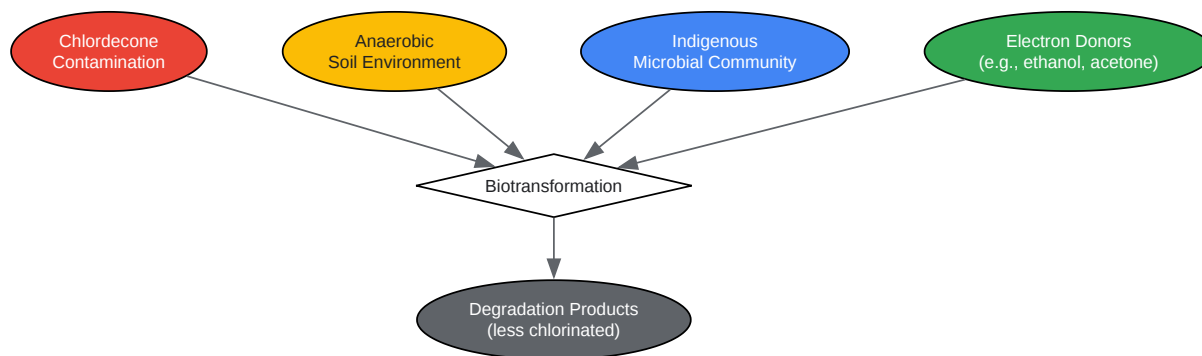 Chlordecone
Contamination
Anaerobic
Soil Environment
Indigenous
Microbial Community
Electron Donors
(e.g., ethanol, acetone)
Biotransformation
Degradation Products
(less chlorinated)